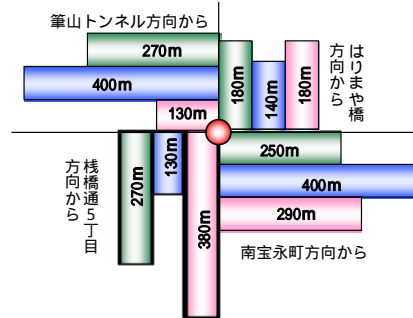 筆山トンネル方向から
270m
400m
130m
はりまや橋
方向から
180m
140m
180m
桟橋通5丁目
方向から
270m
130m
380m
250m
400m
290m
南宝永町方向から